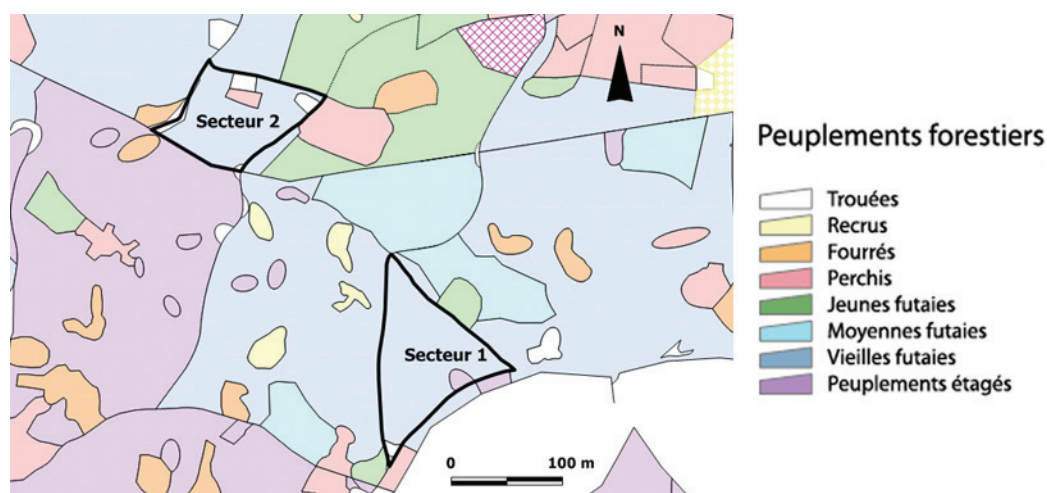 N
Secteur 2
Secteur 1
0 100 m
Peuplements forestiers
Trouées
Recrus
Fourrés
Perchis
Jeunes futaies
Moyennes futaies
Vieilles futaies
Peuplements étagés